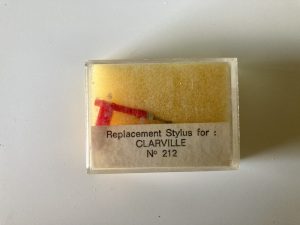 Replacement Stylus for :
CLARVILLE
Nº 212